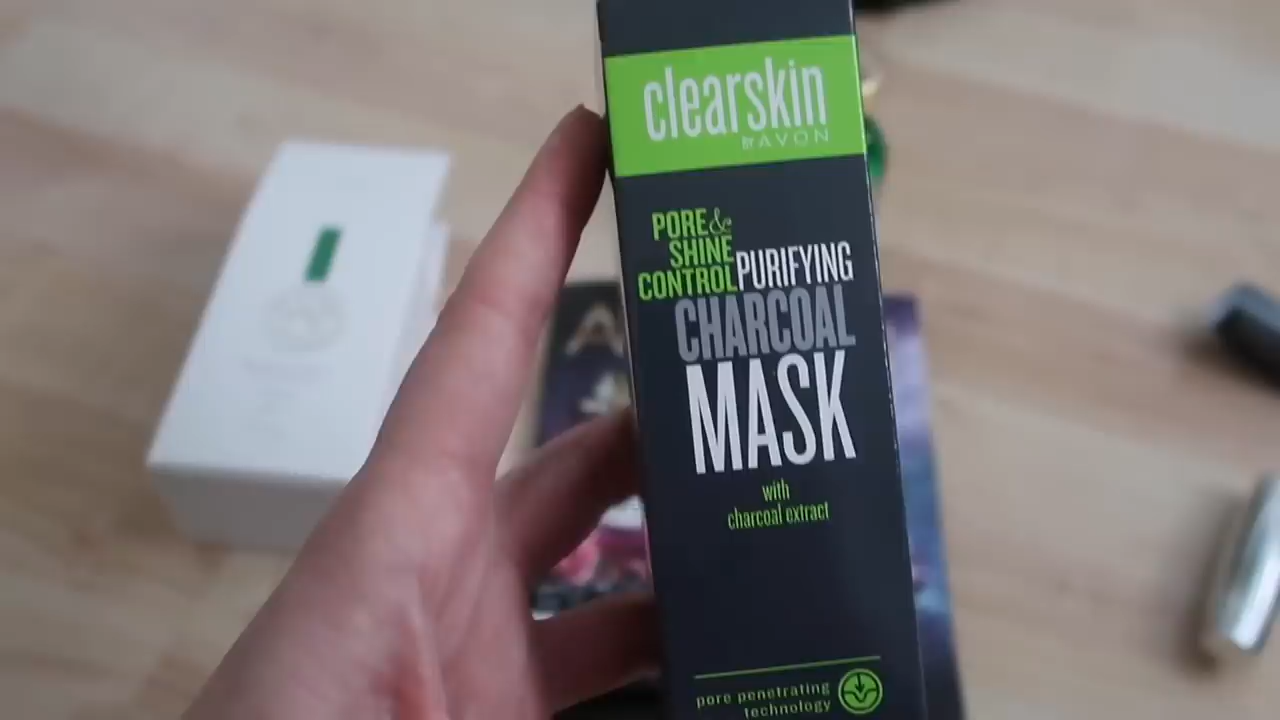 clearskin
BY AVON
PORE &
SHINE
CONTROL PURIFYING
CHARCOAL
MASK
with
charcoal extract
pore penetrating
technology